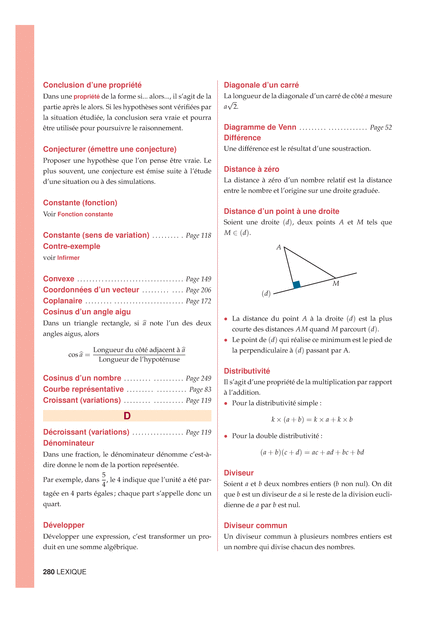 Conclusion d'une propriété
Dans une propriété de la forme si... alors..., il s'agit de la
partie après le alors. Si les hypothèses sont vérifiées par
la situation étudiée, la conclusion sera vraie et pourra
être utilisée pour poursuivre le raisonnement.
Conjecturer (émettre une conjecture)
Proposer une hypothèse que l'on pense être vraie. Le
plus souvent, une conjecture est émise suite à l'étude
d'une situation ou à des simulations.
Constante (fonction)
Voir Fonction constante
Constante (sens de variation) ......... . Page 118
Contre-exemple
voir Infirmer
Convexe ................................... Page 149
Coordonnées d'un vecteur ......... .... Page 206
Coplanaire ......... ....................... Page 172
Cosinus d'un angle aigu
Dans un triangle rectangle, si â note l'un des deux
angles aigus, alors
cos â = Longueur du côté adjacent à â
Longueur de l'hypoténuse
Cosinus d'un nombre ......... .......... Page 249
Courbe représentative ......... .......... Page 83
Croissant (variations) ......... .......... Page 119
D
Décroissant (variations) ................. Page 119
Dénominateur
Dans une fraction, le dénominateur dénomme c'est-à-
dire donne le nom de la portion représentée.
Par exemple, dans 5/4, le 4 indique que l'unité a été par-
tagée en 4 parts égales ; chaque part s'appelle donc un
quart.
Développer
Développer une expression, c'est transformer un pro-
duit en une somme algébrique.
280 LEXIQUE
Diagonale d'un carré
La longueur de la diagonale d'un carré de côté a mesure
a√2.
Diagramme de Venn ......... ............. Page 52
Différence
Une différence est le résultat d'une soustraction.
Distance à zéro
La distance à zéro d'un nombre relatif est la distance
entre le nombre et l'origine sur une droite graduée.
Distance d'un point à une droite
Soient une droite (d), deux points A et M tels que
M ∈ (d).
A
M
(d)
• La distance du point A à la droite (d) est la plus
courte des distances AM quand M parcourt (d).
• Le point de (d) qui réalise ce minimum est le pied de
la perpendiculaire à (d) passant par A.
Distributivité
Il s'agit d'une propriété de la multiplication par rapport
à l'addition.
• Pour la distributivité simple :
k × (a + b) = k × a + k × b
• Pour la double distributivité :
(a + b)(c + d) = ac + ad + bc + bd
Diviseur
Soient a et b deux nombres entiers (b non nul). On dit
que b est un diviseur de a si le reste de la division eucli-
dienne de a par b est nul.
Diviseur commun
Un diviseur commun à plusieurs nombres entiers est
un nombre qui divise chacun des nombres.